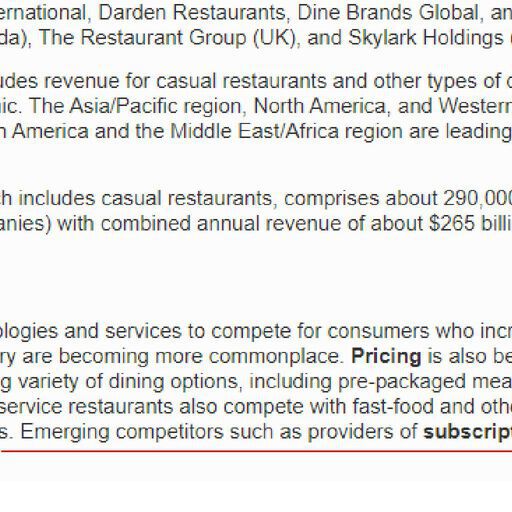 International, Darden Restaurants, Dine Brands Global, an
da), The Restaurant Group (UK), and Skylark Holdings
udes revenue for casual restaurants and other types of
ic. The Asia/Pacific region, North America, and Western
America and the Middle East/Africa region are leading
h includes casual restaurants, comprises about 290,000
anies) with combined annual revenue of about $265 billi
ologies and services to compete for consumers who incr
ry are becoming more commonplace. Pricing is also be
g variety of dining options, including pre-packaged mea
service restaurants also compete with fast-food and oth
s. Emerging competitors such as providers of subscript